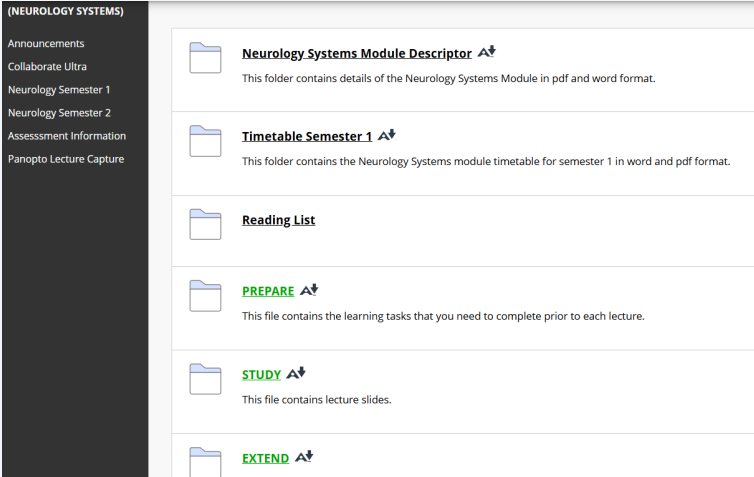 (NEUROLOGY SYSTEMS)
Announcements
Collaborate Ultra
Neurology Semester 1
Neurology Semester 2
Assesssment Information
Panopto Lecture Capture
Neurology Systems Module Descriptor
This folder contains details of the Neurology Systems Module in pdf and word format.
Timetable Semester 1
This folder contains the Neurology Systems module timetable for semester 1 in word and pdf format.
Reading List
PREPARE
This file contains the learning tasks that you need to complete prior to each lecture.
STUDY
This file contains lecture slides.
EXTEND